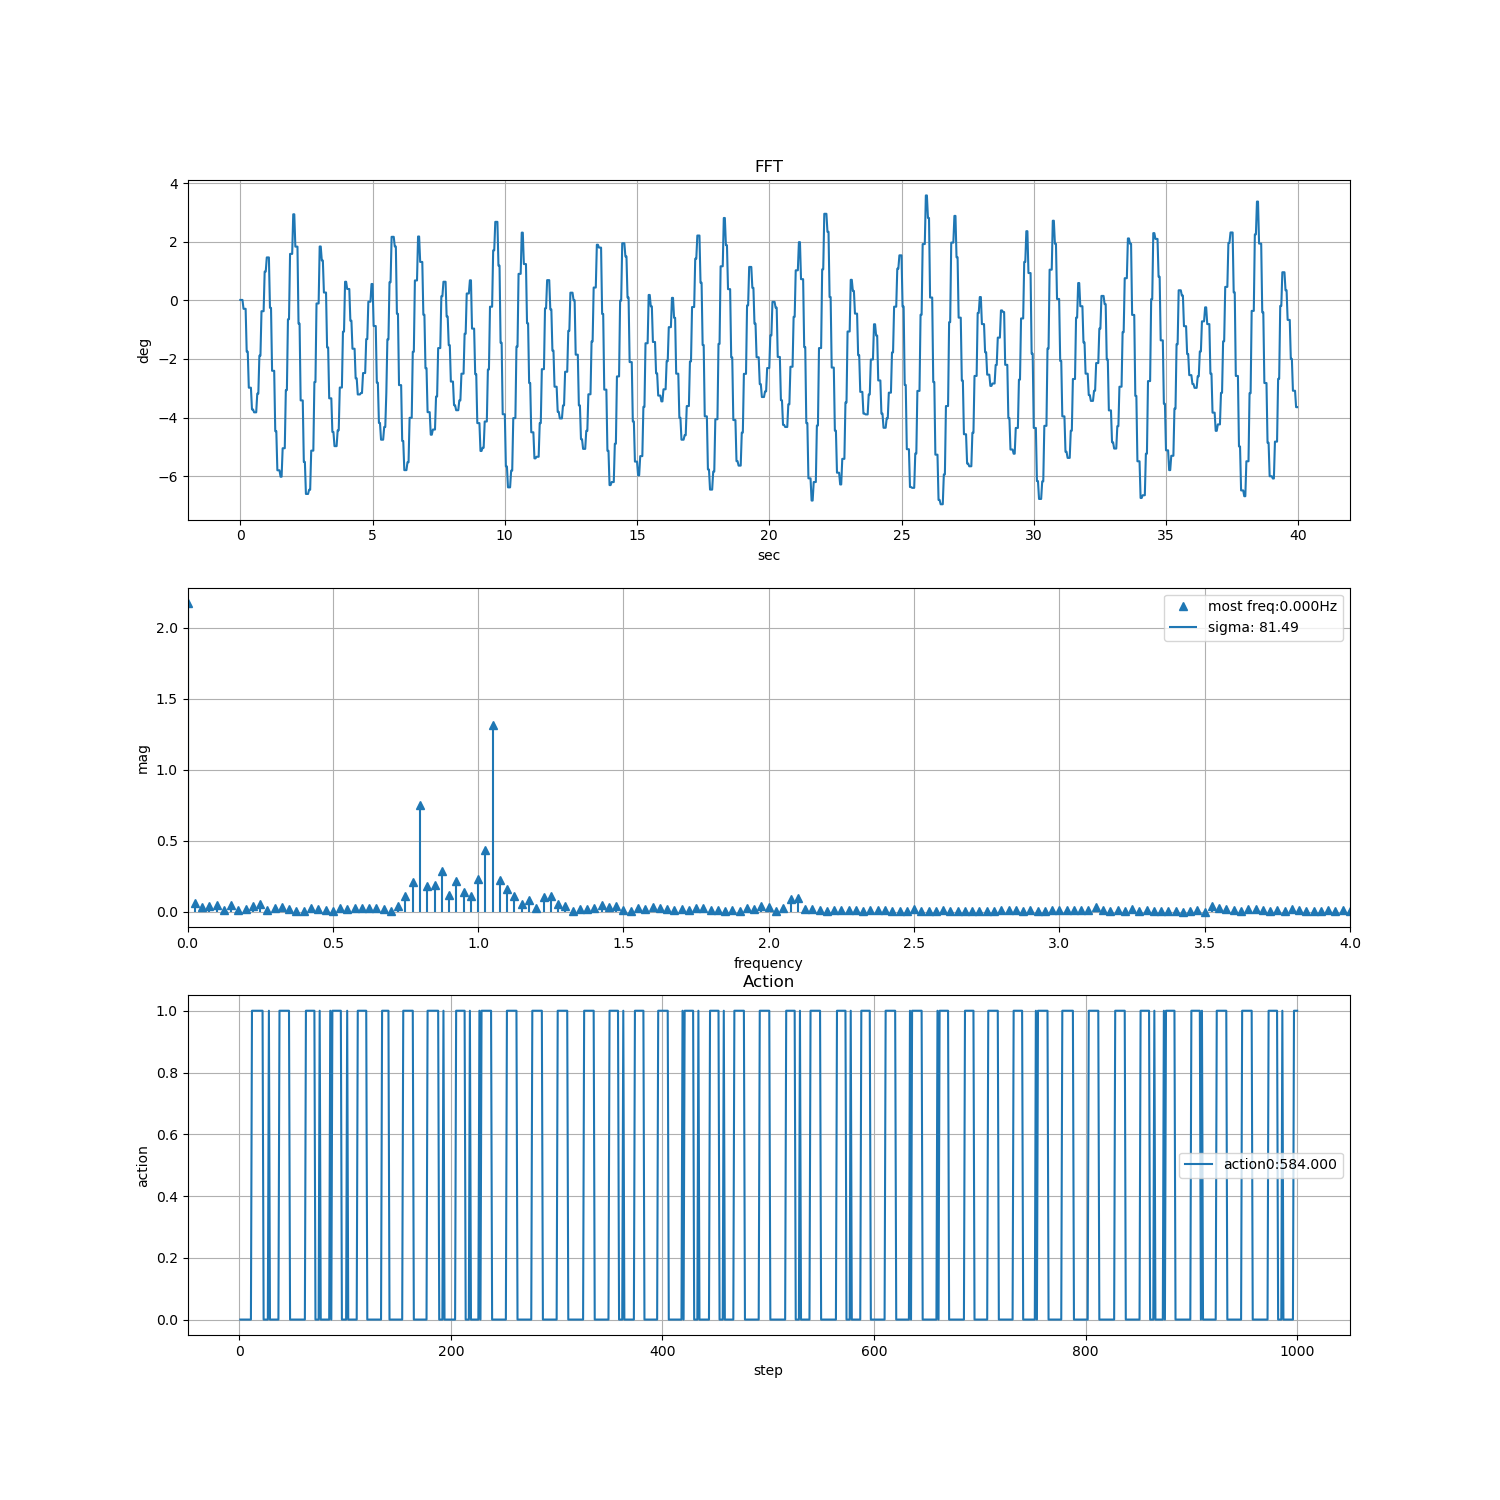 FFT
4
2
0
−2
−4
−6
deg
0 5 10 15 20 25 30 35 40
sec
2.0
1.5
1.0
0.5
0.0
mag
most freq:0.000Hz
sigma: 81.49
0.0 0.5 1.0 1.5 2.0 2.5 3.0 3.5 4.0
frequency
Action
1.0
0.8
0.6
0.4
0.2
0.0
action
action0:584.000
0 200 400 600 800 1000
step